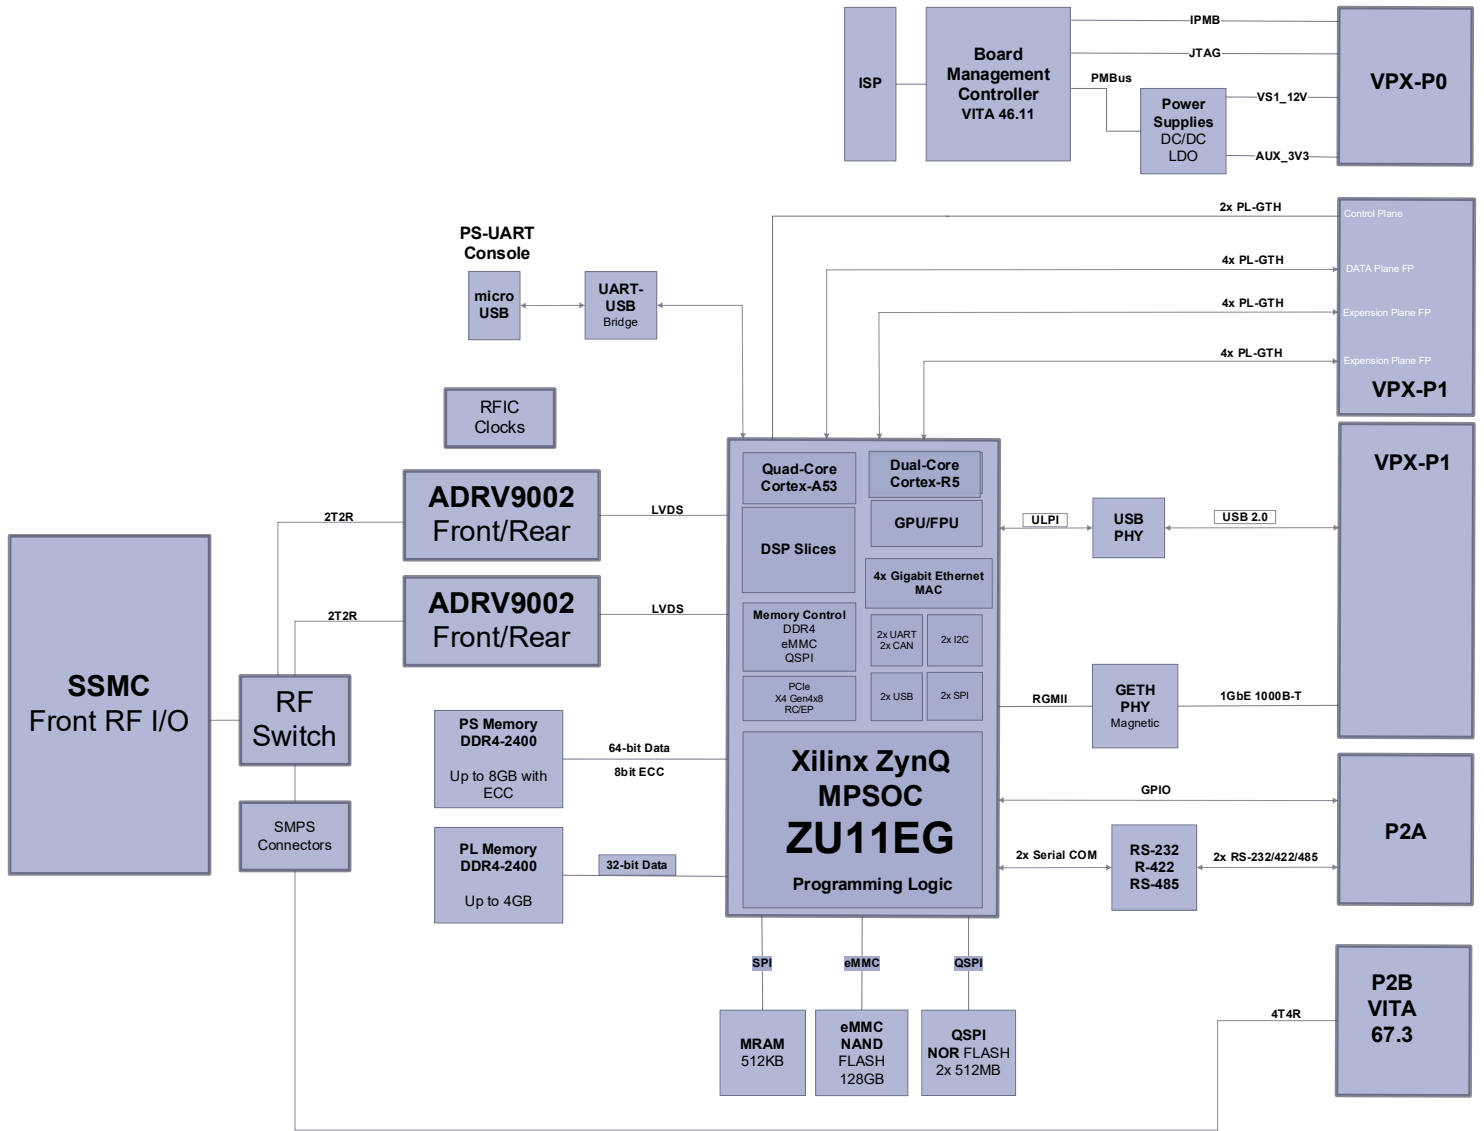 ISP
Board
Management
Controller
VITA 46.11
IPMB
JTAG
PMBus
Power
Supplies
DC/DC
LDO
VS1_12V
AUX_3V3
VPX-P0
2x PL-GTH
Control Plane
4x PL-GTH
DATA Plane FP
4x PL-GTH
Expension Plane FP
4x PL-GTH
Expension Plane FP
VPX-P1
PS-UART
Console
micro
USB
UART-
USB
Bridge
RFIC
Clocks
ADRV9002
Front/Rear
2T2R
LVDS
ADRV9002
Front/Rear
2T2R
LVDS
SSMC
Front RF I/O
RF
Switch
SMPS
Connectors
PS Memory
DDR4-2400
Up to 8GB with
ECC
64-bit Data
8bit ECC
PL Memory
DDR4-2400
Up to 4GB
32-bit Data
Quad-Core
Cortex-A53
Dual-Core
Cortex-R5
DSP Slices
GPU/FPU
4x Gigabit Ethernet
MAC
Memory Control
DDR4
eMMC
QSPI
2x UART
2x CAN
2x I2C
PCIe
X4 Gen4x8
RC/EP
2x USB
2x SPI
Xilinx ZynQ
MPSOC
ZU11EG
Programming Logic
ULPI
USB
PHY
USB 2.0
VPX-P1
RGMII
GETH
PHY
Magnetic
1GbE 1000B-T
GPIO
P2A
2x Serial COM
RS-232
R-422
RS-485
2x RS-232/422/485
SPI
eMMC
QSPI
MRAM
512KB
eMMC
NAND
FLASH
128GB
QSPI
NOR FLASH
2x 512MB
4T4R
P2B
VITA
67.3